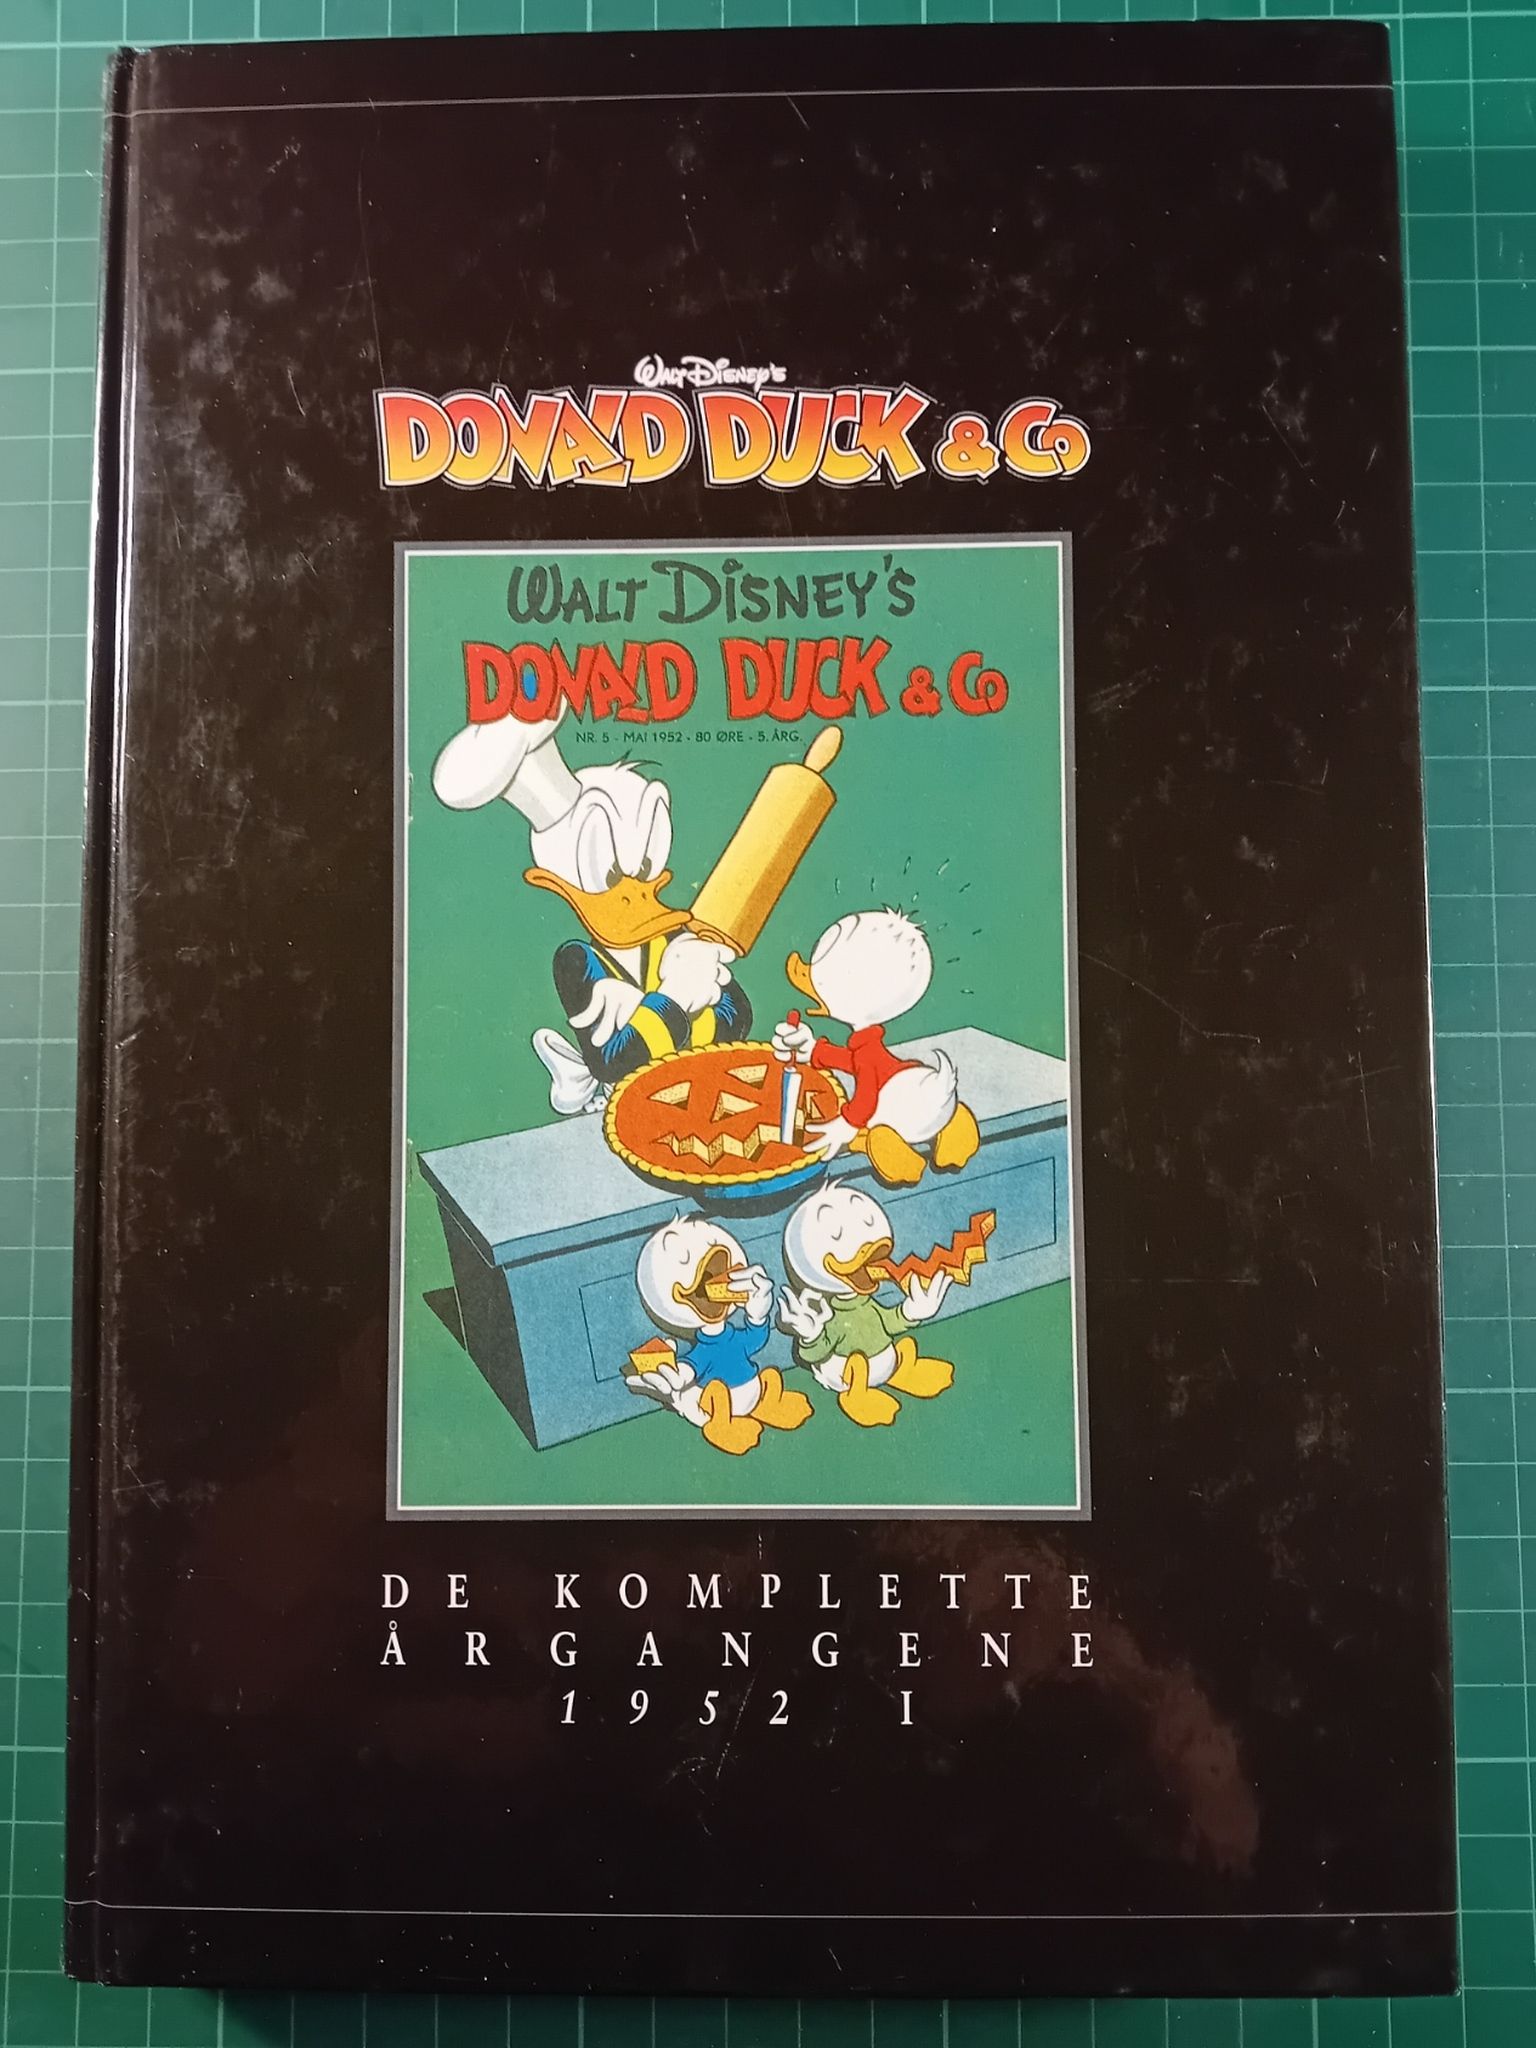 WALT DISNEY'S
DONALD DUCK & CO
WALT DISNEY'S
DONALD DUCK & CO
NR. 5 - MAI 1952 - 80 ØRE - 5. ÅRG.
DE KOMPLETTE
ÅRGANGENE
1952 I